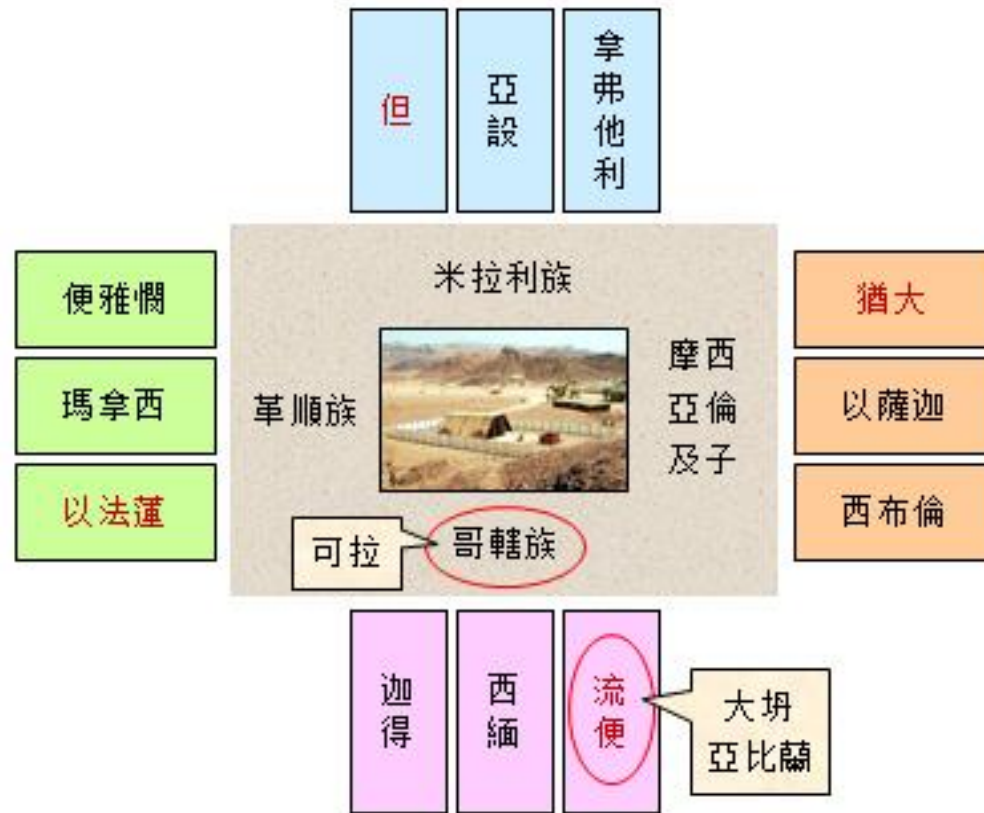 但
亞設
拿弗他利
便雅憫
瑪拿西
以法蓮
米拉利族
革順族
摩西
亞倫
及子
可拉
哥轄族
猶大
以薩迦
西布倫
迦得
西緬
流便
大坍
亞比蘭